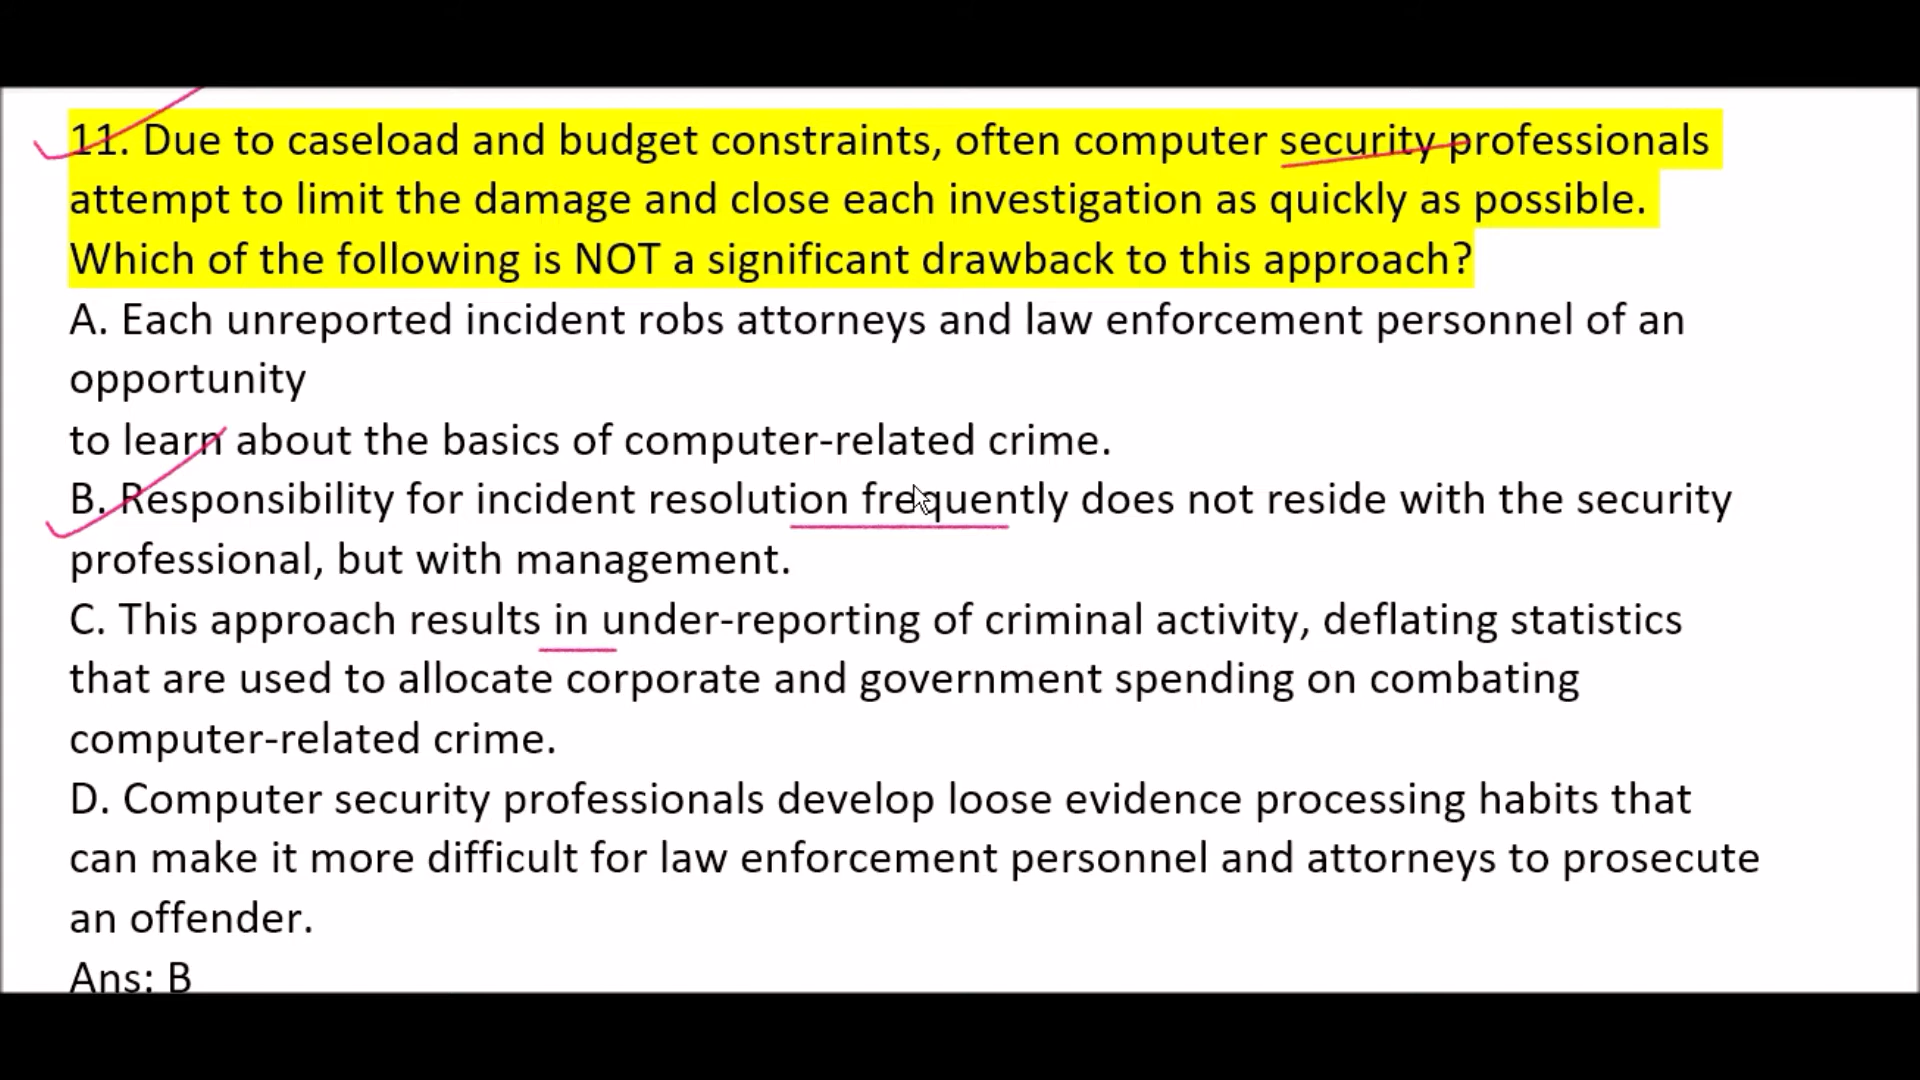 11. Due to caseload and budget constraints, often computer security professionals
attempt to limit the damage and close each investigation as quickly as possible.
Which of the following is NOT a significant drawback to this approach?
A. Each unreported incident robs attorneys and law enforcement personnel of an
opportunity
to learn about the basics of computer-related crime.
B. Responsibility for incident resolution frequently does not reside with the security
professional, but with management.
C. This approach results in under-reporting of criminal activity, deflating statistics
that are used to allocate corporate and government spending on combating
computer-related crime.
D. Computer security professionals develop loose evidence processing habits that
can make it more difficult for law enforcement personnel and attorneys to prosecute
an offender.
Ans: B